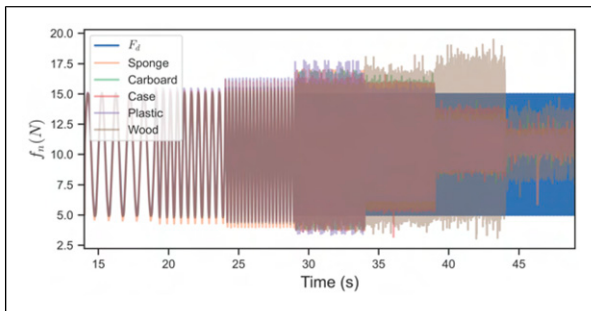 20.0
17.5
15.0
12.5
10.0
7.5
5.0
2.5
f_n(N)
F_d
Sponge
Carboard
Case
Plastic
Wood
15 20 25 30 35 40 45
Time (s)